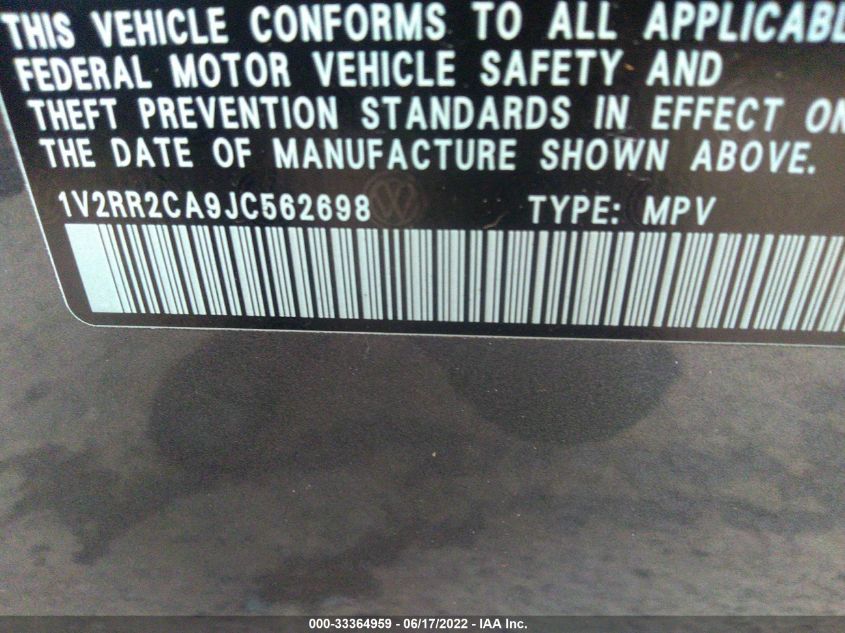 THIS VEHICLE CONFORMS TO ALL APPLICABL
FEDERAL MOTOR VEHICLE SAFETY AND
THEFT PREVENTION STANDARDS IN EFFECT ON
THE DATE OF MANUFACTURE SHOWN ABOVE.
1V2RR2CA9JC562698 TYPE: MPV
000-33364959 - 06/17/2022 - IAA Inc.